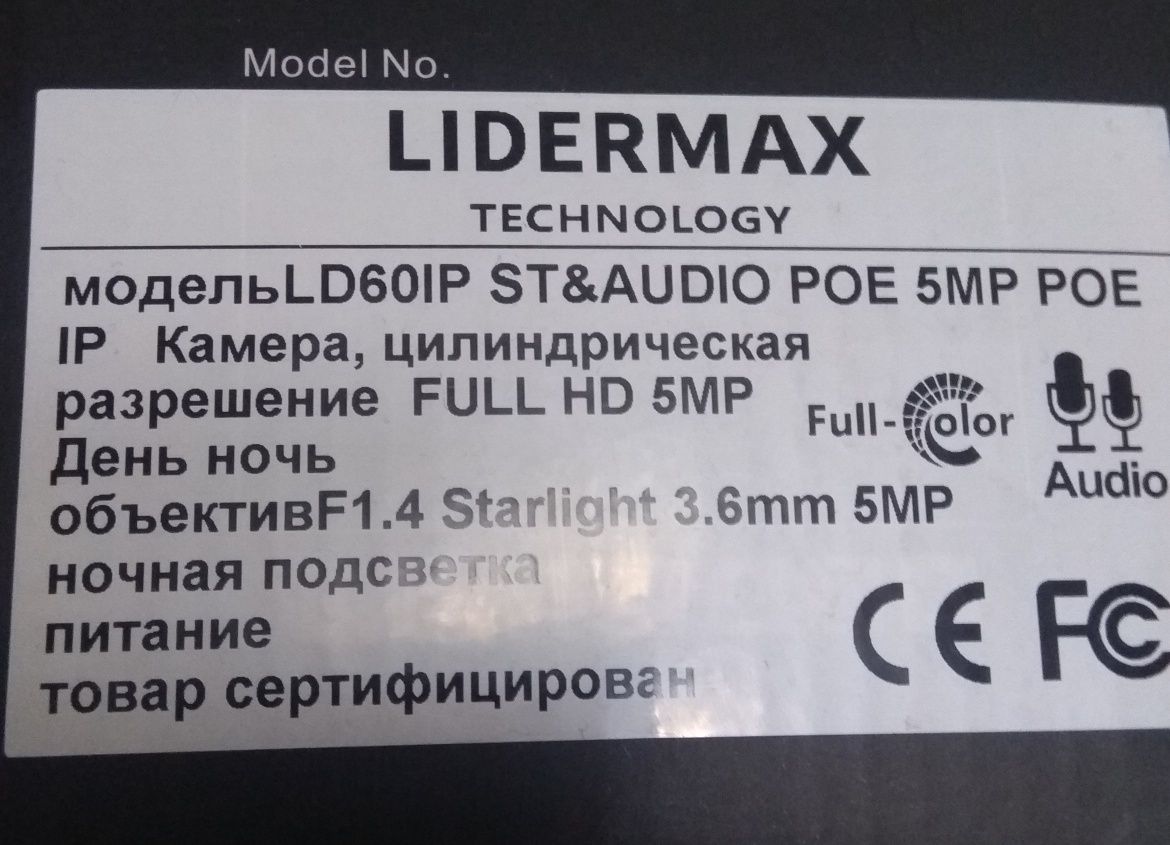 Model No.
LIDERMAX
TECHNOLOGY
модельLD60IP ST&AUDIO POE 5MP POE
IP Камера, цилиндрическая
разрешение FULL HD 5MP
Full-Color
Audio
День ночь
объективF1.4 Starlight 3.6mm 5MP
ночная подсветка
питание
CE FC
товар сертифицирован